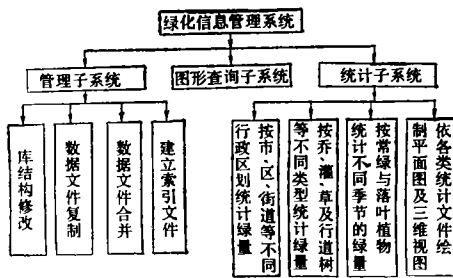 绿化信息管理系统
管理子系统
图形查询子系统
统计子系统
库结构修改
数据文件复制
数据文件合并
建立索引文件
按市、区、街道等不同
行政区划统计绿量
按乔、灌、草及行道树
等不同类型统计绿量
按常绿与落叶植物
统计不同季节的绿量
依各类统计文件绘
制平面图及三维视图